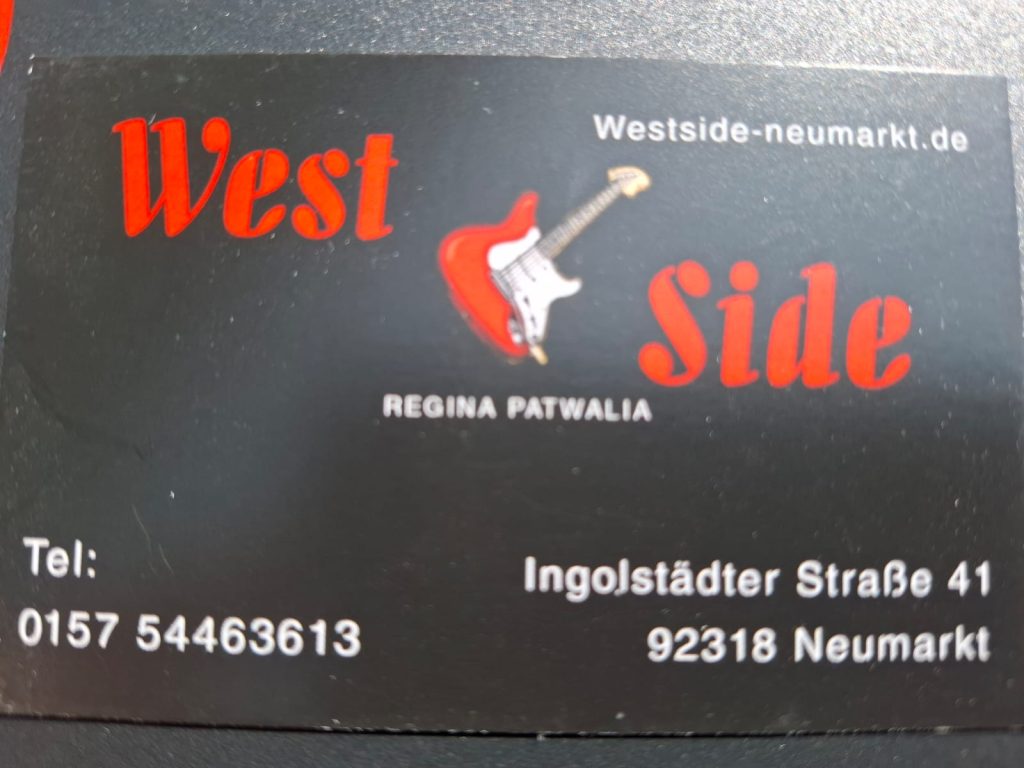 West
Westside-neumarkt.de
Side
REGINA PATWALIA
Tel:
0157 54463613
Ingolstädter Straße 41
92318 Neumarkt